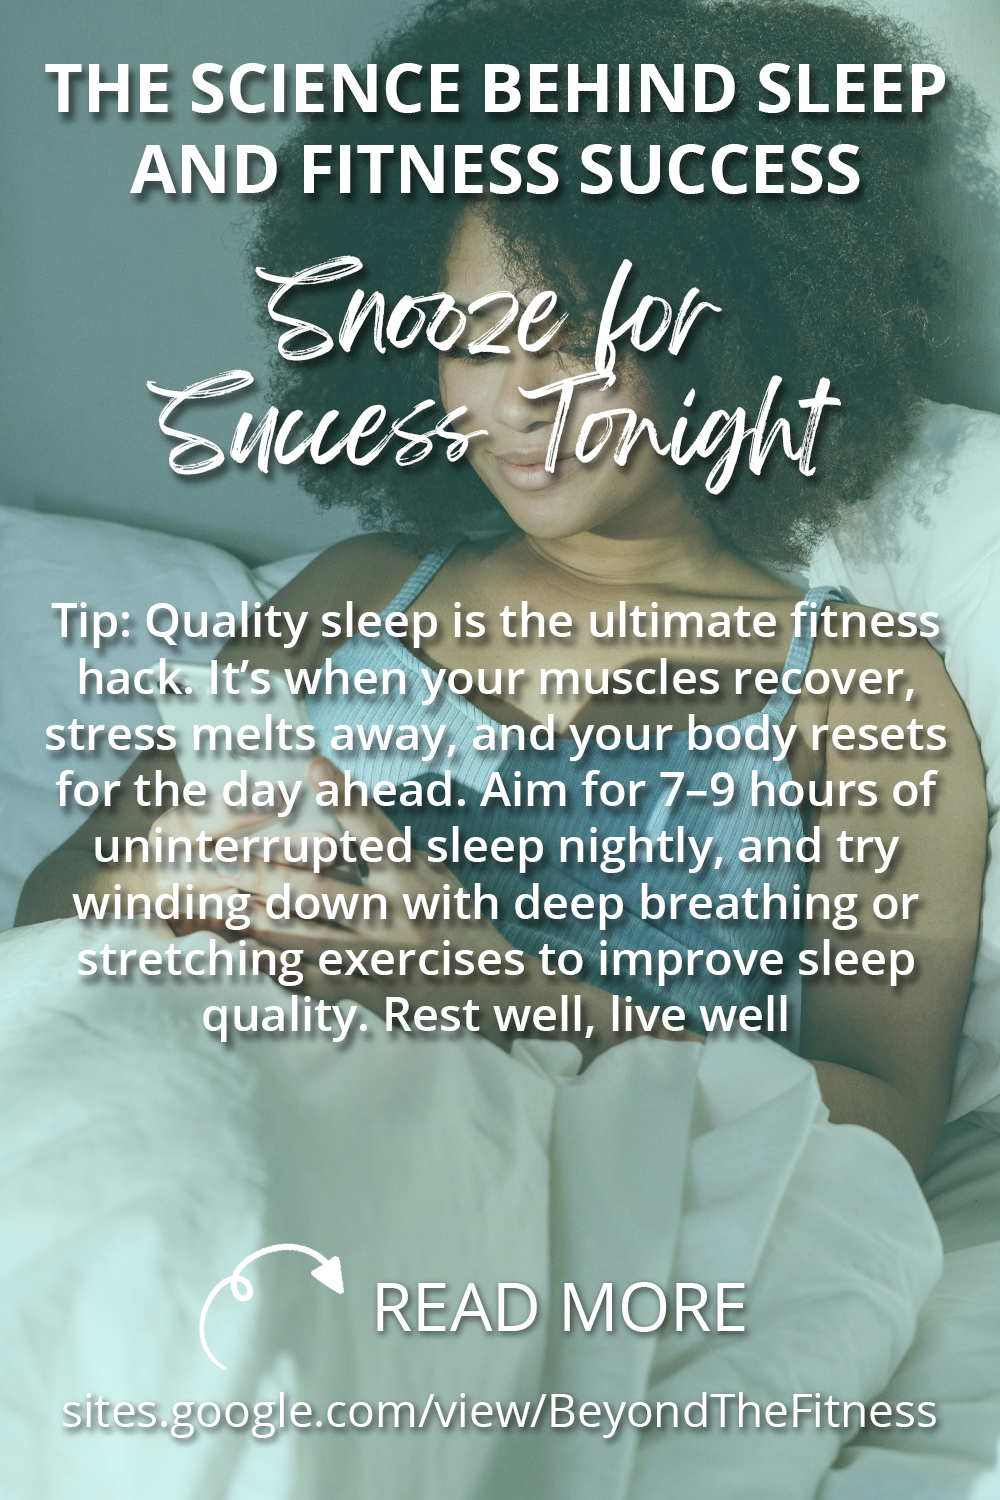 THE SCIENCE BEHIND SLEEP
AND FITNESS SUCCESS
Snooze for
Success Tonight
Tip: Quality sleep is the ultimate fitness
hack. It’s when your muscles recover,
stress melts away, and your body resets
for the day ahead. Aim for 7–9 hours of
uninterrupted sleep nightly, and try
winding down with deep breathing or
stretching exercises to improve sleep
quality. Rest well, live well
READ MORE
sites.google.com/view/BeyondTheFitness